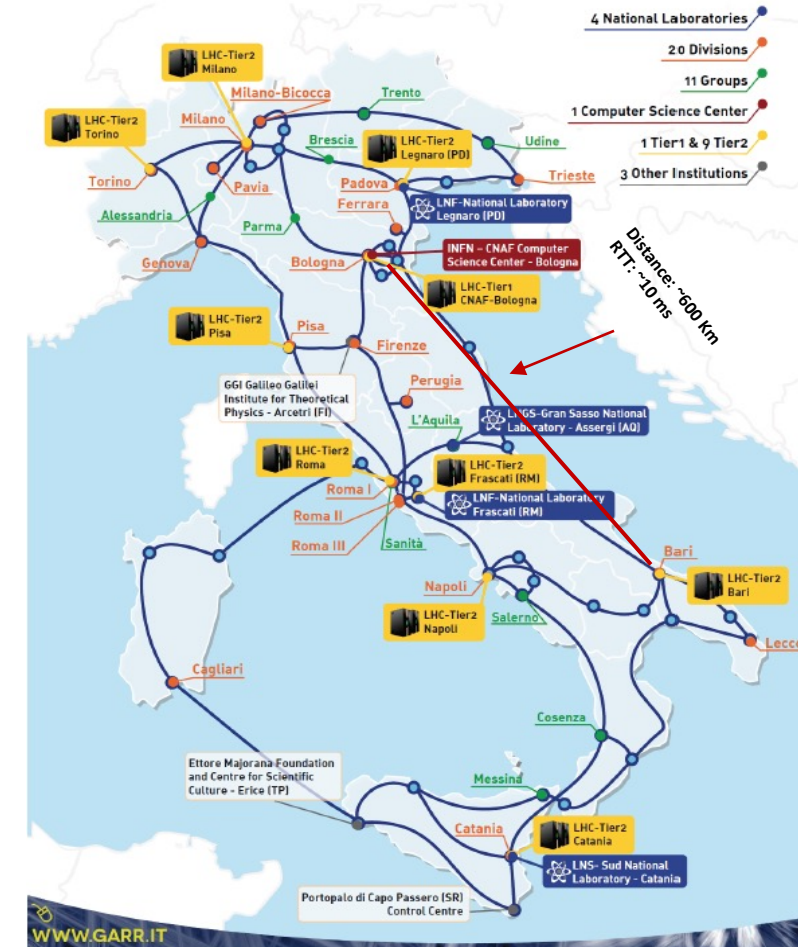 4 National Laboratories
20 Divisions
11 Groups
1 Computer Science Center
1 Tier1 & 9 Tier2
3 Other Institutions
LHC-Tier2
Milano
Milano-Bicocca
Trento
LHC-Tier2
Torino
Milano
Brescia
LHC-Tier2
Legnaro (PD)
Udine
Torino
Pavia
Padova
Trieste
Alessandria
Ferrara
LNF-National Laboratory
Legnaro (PD)
Parma
Genova
Bologna
INFN - CNAF Computer
Science Center - Bologna
Distance: ~600 Km
RTT: ~10 ms
LHC-Tier1
CNAF-Bologna
LHC-Tier2
Pisa
Pisa
Firenze
GGI Galileo Galilei
Institute for Theoretical
Physics - Arcetri (FI)
Perugia
L'Aquila
LNGS-Gran Sasso National
Laboratory - Assergi (AQ)
LHC-Tier2
Roma
LHC-Tier2
Frascati (RM)
Roma I
LNF-National Laboratory
Frascati (RM)
Roma II
Roma III
Sanità
Bari
LHC-Tier2
Bari
Napoli
LHC-Tier2
Napoli
Salerno
Lecce
Cagliari
Cosenza
Ettore Majorana Foundation
and Centre for Scientific
Culture - Erice (TP)
Messina
Catania
LHC-Tier2
Catania
LNS- Sud National
Laboratory - Catania
Portopalo di Capo Passero (SR)
Control Centre
WWW.GARR.IT